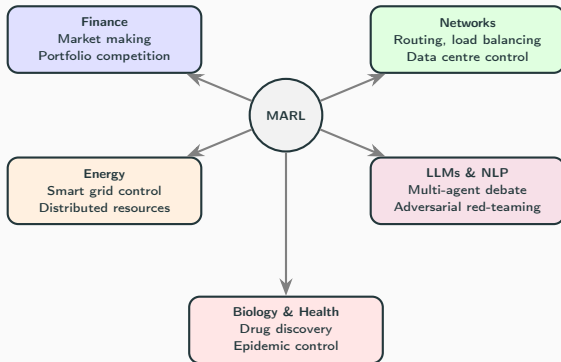 Finance
Market making
Portfolio competition
Networks
Routing, load balancing
Data centre control
MARL
Energy
Smart grid control
Distributed resources
LLMs & NLP
Multi-agent debate
Adversarial red-teaming
Biology & Health
Drug discovery
Epidemic control